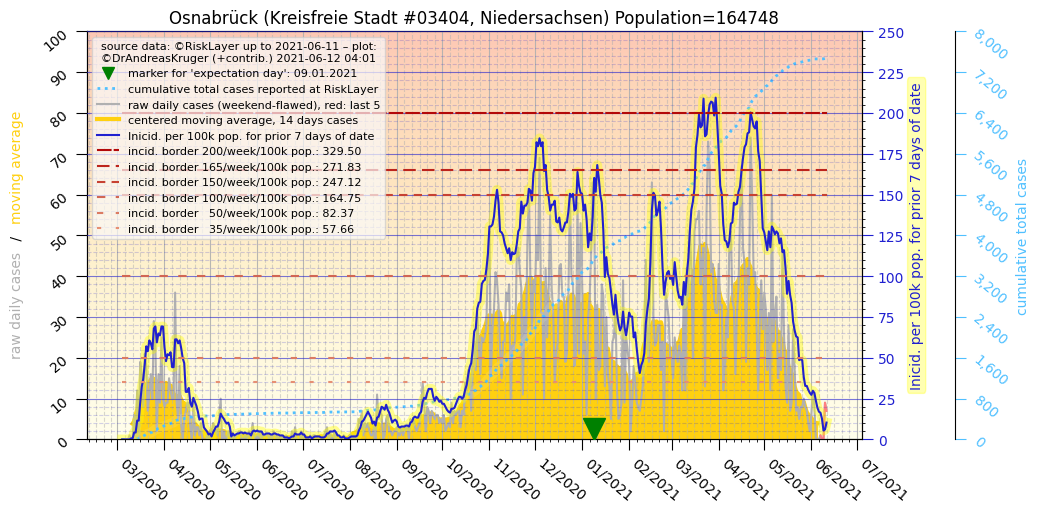 Osnabrück (Kreisfreie Stadt #03404, Niedersachsen) Population=164748
source data: ©RiskLayer up to 2021-06-11 – plot:
©DrAndreasKruger (+contrib.) 2021-06-12 04:01
marker for 'expectation day': 09.01.2021
cumulative total cases reported at RiskLayer
raw daily cases (weekend-flawed), red: last 5
centered moving average, 14 days cases
Inicid. per 100k pop. for prior 7 days of date
incid. border 200/week/100k pop.: 329.50
incid. border 165/week/100k pop.: 271.83
incid. border 150/week/100k pop.: 247.12
incid. border 100/week/100k pop.: 164.75
incid. border 50/week/100k pop.: 82.37
incid. border 35/week/100k pop.: 57.66
raw daily cases / moving average
100
90
80
70
60
50
40
30
20
10
0
250
225
200
175
150
125
100
75
50
25
0
Inicid. per 100k pop. for prior 7 days of date
8,000
7,200
6,400
5,600
4,800
4,000
3,200
2,400
1,600
800
0
cumulative total cases
03/2020
04/2020
05/2020
06/2020
07/2020
08/2020
09/2020
10/2020
11/2020
12/2020
01/2021
02/2021
03/2021
04/2021
05/2021
06/2021
07/2021